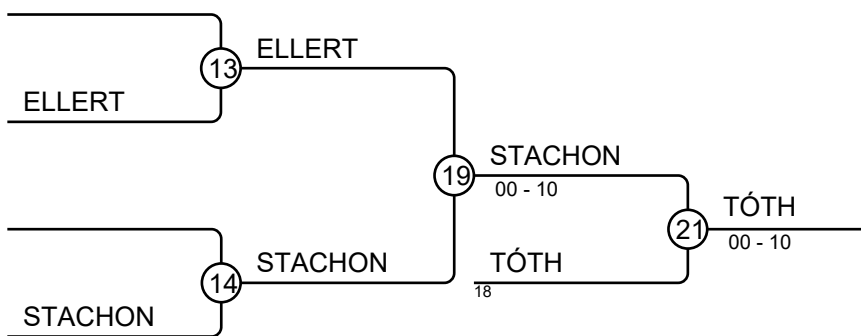 ELLERT
13
ELLERT
STACHON
19
00 - 10
TÓTH
21
00 - 10
STACHON
TÓTH
14
18
STACHON